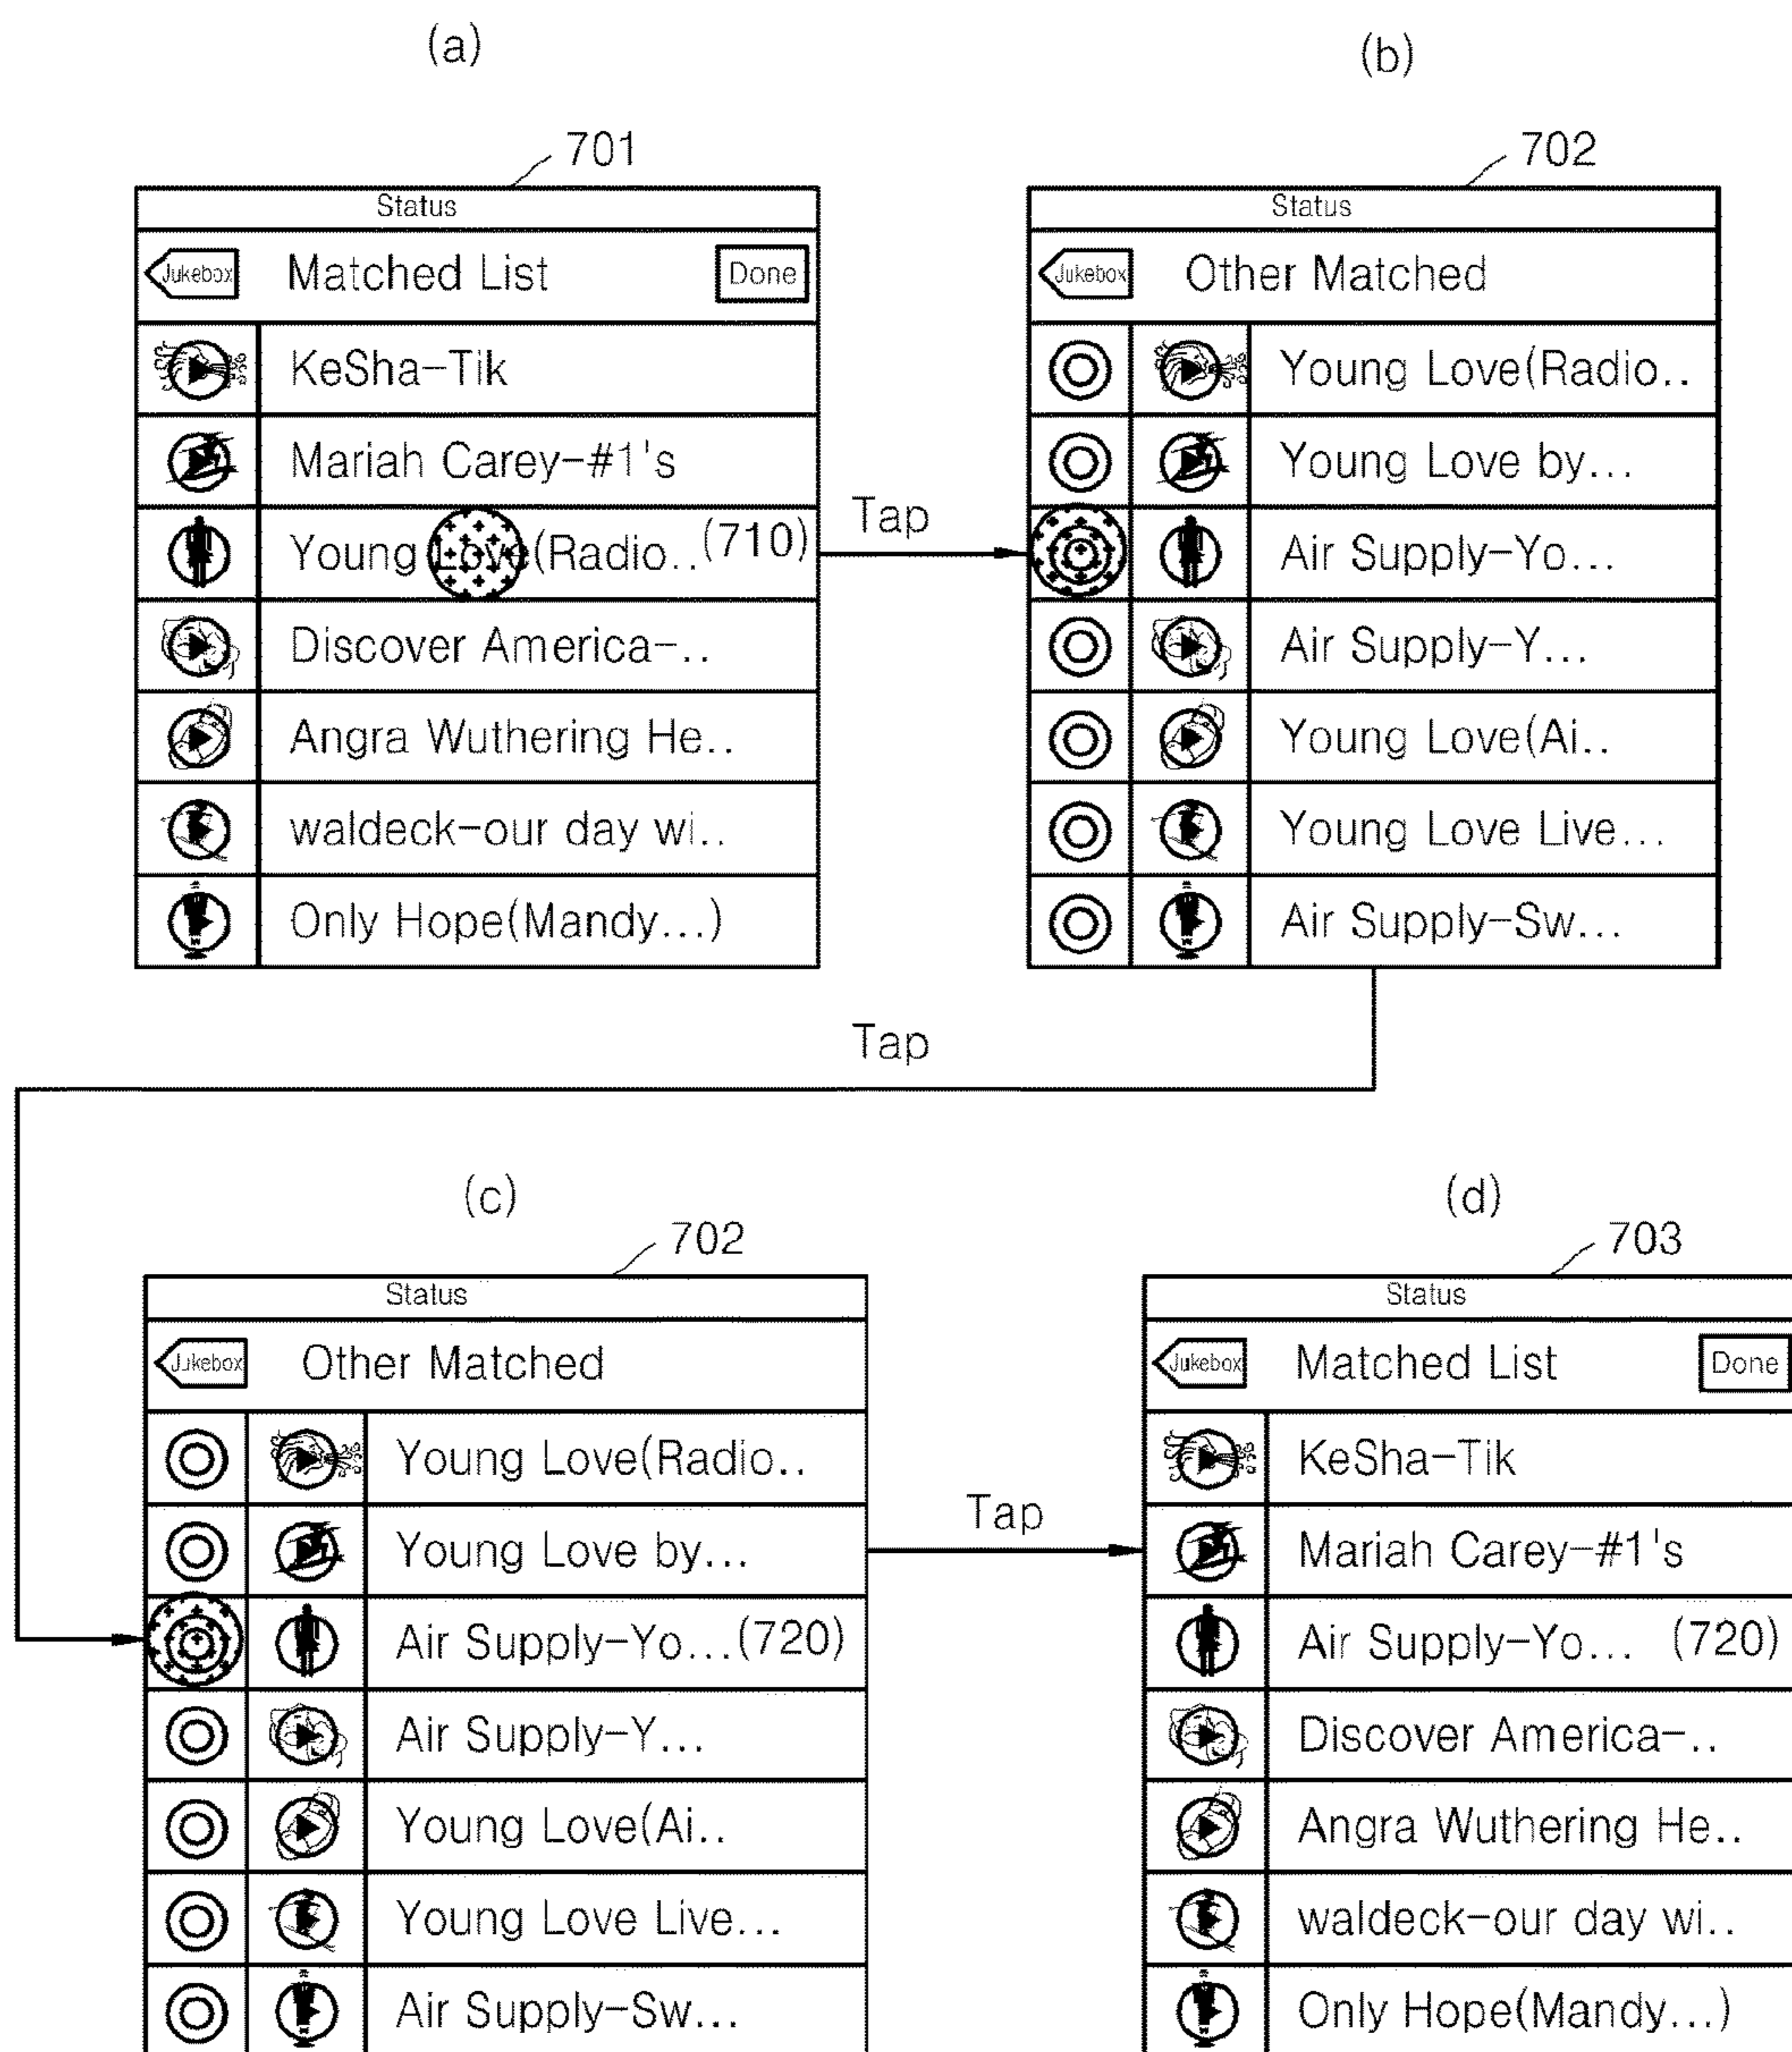 (a)
701
Status
Jukebox Matched List Done
KeSha-Tik
Mariah Carey-#1's
Young Love(Radio..(710)
Discover America-..
Angra Wuthering He..
waldeck-our day wi..
Only Hope(Mandy...)
Tap
(b)
702
Status
Jukebox Other Matched
Young Love(Radio..
Young Love by...
Air Supply-Yo...
Air Supply-Y...
Young Love(Ai..
Young Love Live...
Air Supply-Sw...
Tap
(c)
702
Status
Jukebox Other Matched
Young Love(Radio..
Young Love by...
Air Supply-Yo...(720)
Air Supply-Y...
Young Love(Ai..
Young Love Live...
Air Supply-Sw...
Tap
(d)
703
Status
Jukebox Matched List Done
KeSha-Tik
Mariah Carey-#1's
Air Supply-Yo... (720)
Discover America-..
Angra Wuthering He..
waldeck-our day wi..
Only Hope(Mandy...)